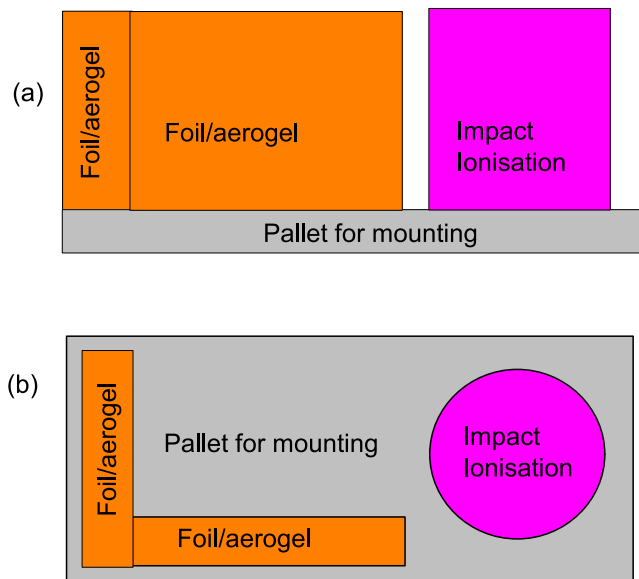 (a)
Foil/aerogel
Foil/aerogel
Impact
Ionisation
Pallet for mounting
(b)
Foil/aerogel
Pallet for mounting
Impact
Ionisation
Foil/aerogel